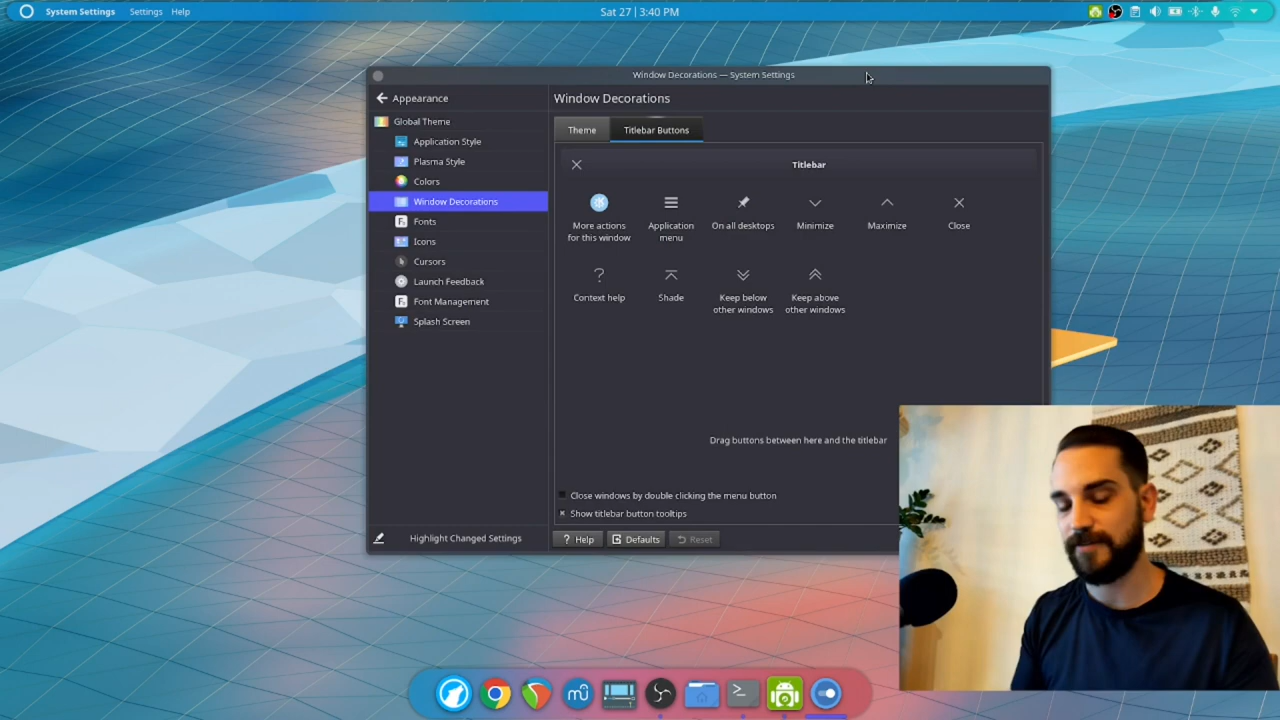 System Settings Settings Help
Sat 27 | 3:40 PM
Window Decorations — System Settings
Appearance
Global Theme
Application Style
Plasma Style
Colors
Window Decorations
Fonts
Icons
Cursors
Launch Feedback
Font Management
Splash Screen
Highlight Changed Settings
Window Decorations
Theme Titlebar Buttons
Titlebar
More actions
for this window
Application
menu
On all desktops
Minimize
Maximize
Close
Context help
Shade
Keep below
other windows
Keep above
other windows
Drag buttons between here and the titlebar
Close windows by double clicking the menu button
Show titlebar button tooltips
? Help Defaults Reset